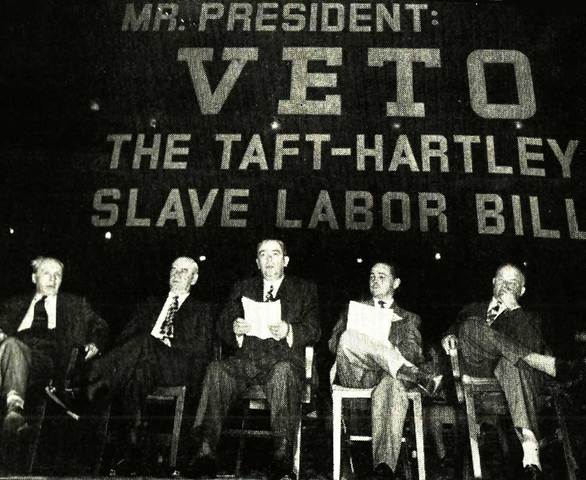 MR. PRESIDENT:
VETO
THE TAFT-HARTLEY
SLAVE LABOR BILL